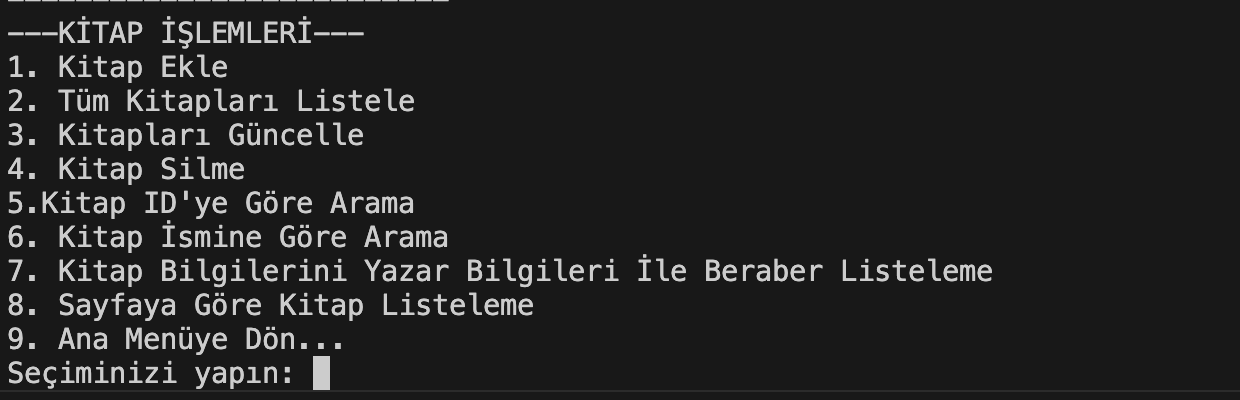 ---KİTAP İŞLEMLERİ---
1. Kitap Ekle
2. Tüm Kitapları Listele
3. Kitapları Güncelle
4. Kitap Silme
5.Kitap ID'ye Göre Arama
6. Kitap İsmine Göre Arama
7. Kitap Bilgilerini Yazar Bilgileri İle Beraber Listeleme
8. Sayfaya Göre Kitap Listeleme
9. Ana Menüye Dön...
Seçiminizi yapın: